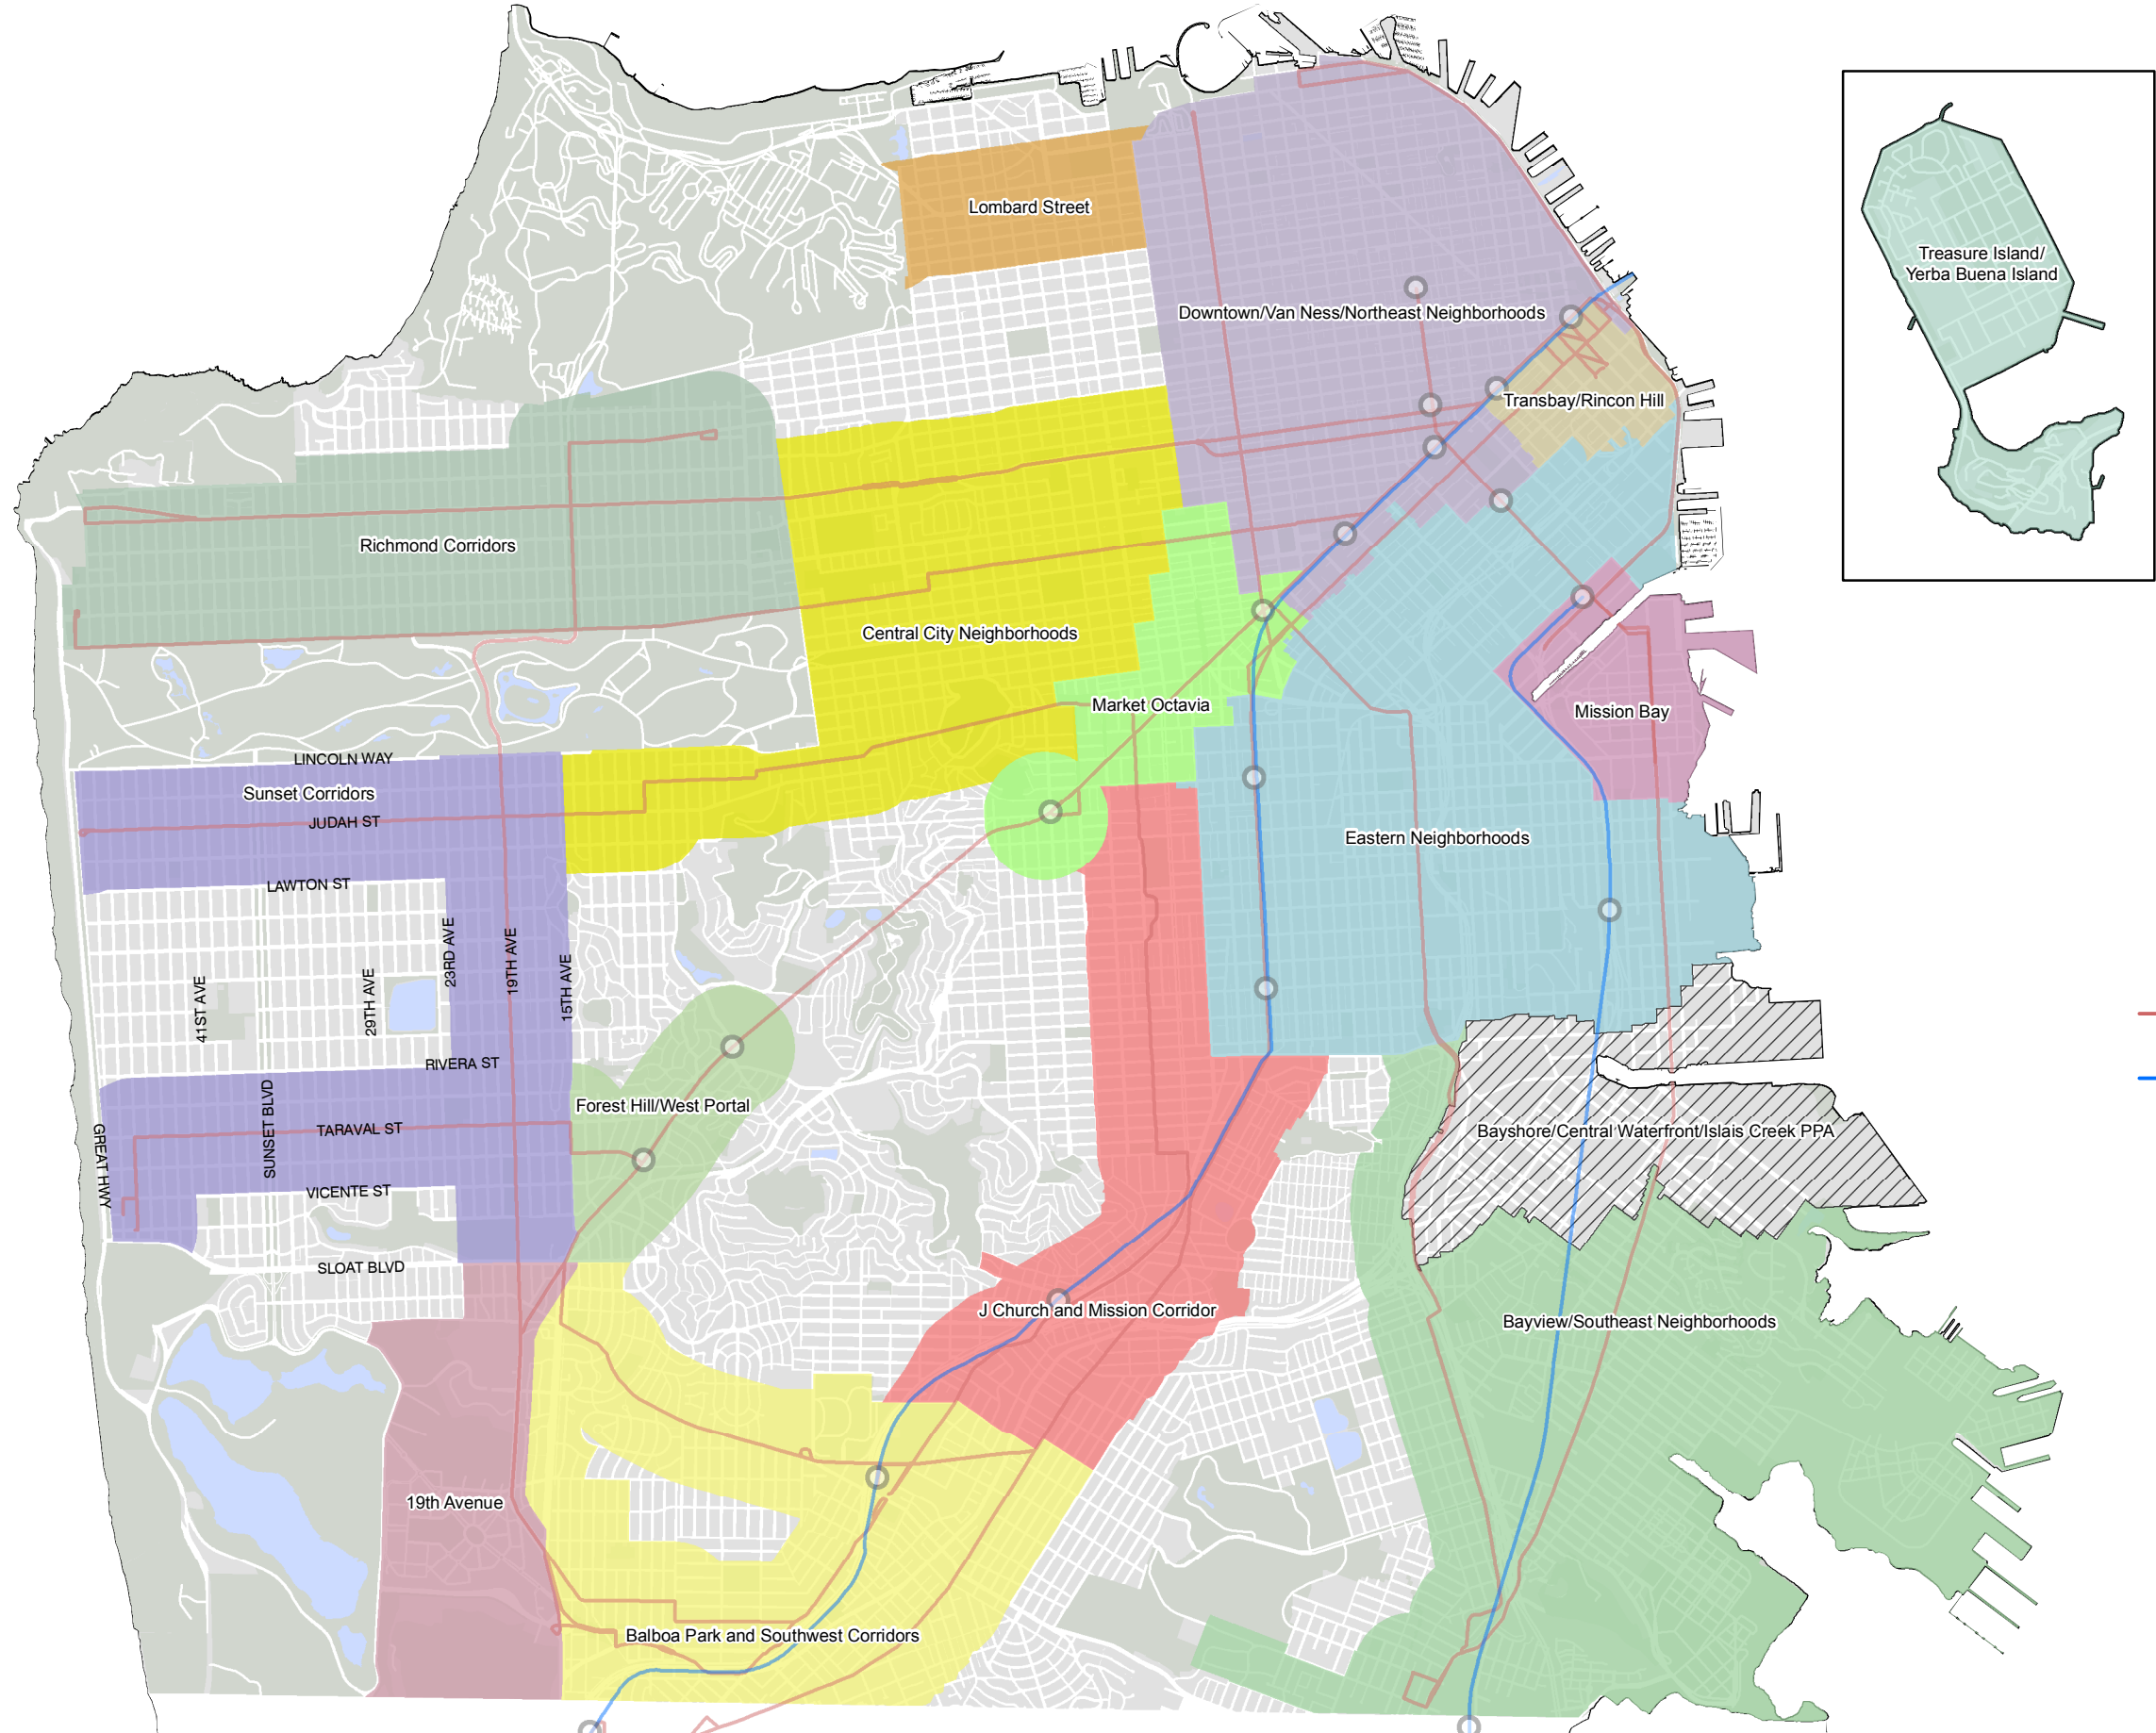 Lombard Street
Treasure Island/
Yerba Buena Island
Downtown/Van Ness/Northeast Neighborhoods
Transbay/Rincon Hill
Richmond Corridors
Central City Neighborhoods
Market Octavia
Mission Bay
LINCOLN WAY
Sunset Corridors
JUDAH ST
Eastern Neighborhoods
LAWTON ST
23RD AVE
19TH AVE
15TH AVE
41ST AVE
29TH AVE
RIVERA ST
Forest Hill/West Portal
SUNSET BLVD
TARAVAL ST
Bayshore/Central Waterfront/Islais Creek PPA
GREAT HWY
VICENTE ST
SLOAT BLVD
J Church and Mission Corridor
Bayview/Southeast Neighborhoods
19th Avenue
Balboa Park and Southwest Corridors